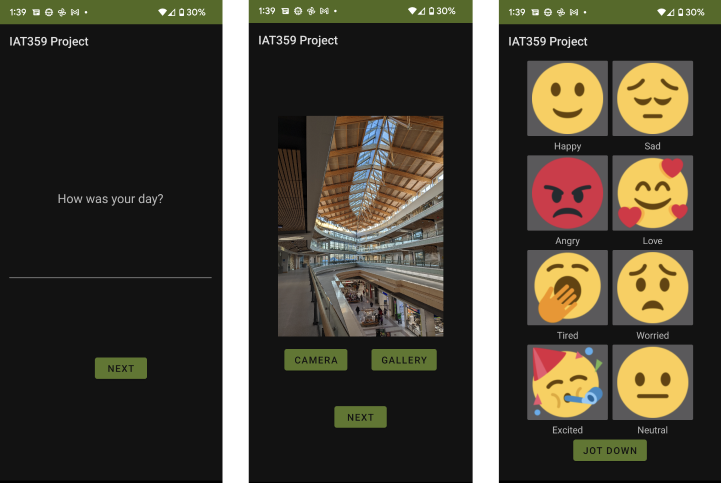 1:39 30%
IAT359 Project
How was your day?
NEXT
1:39 30%
IAT359 Project
CAMERA GALLERY
NEXT
1:39 30%
IAT359 Project
Happy Sad
Angry Love
Tired Worried
Excited Neutral
JOT DOWN